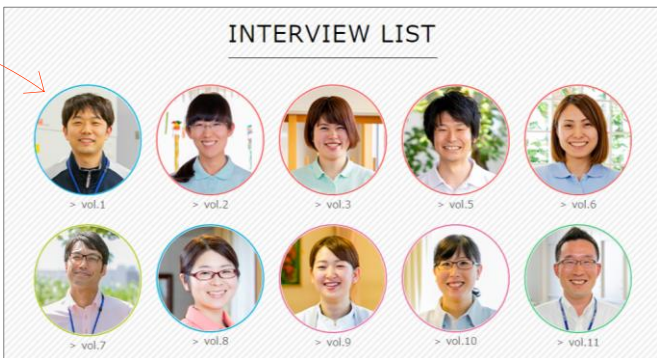 INTERVIEW LIST
> vol.1
> vol.2
> vol.3
> vol.5
> vol.6
> vol.7
> vol.8
> vol.9
> vol.10
> vol.11